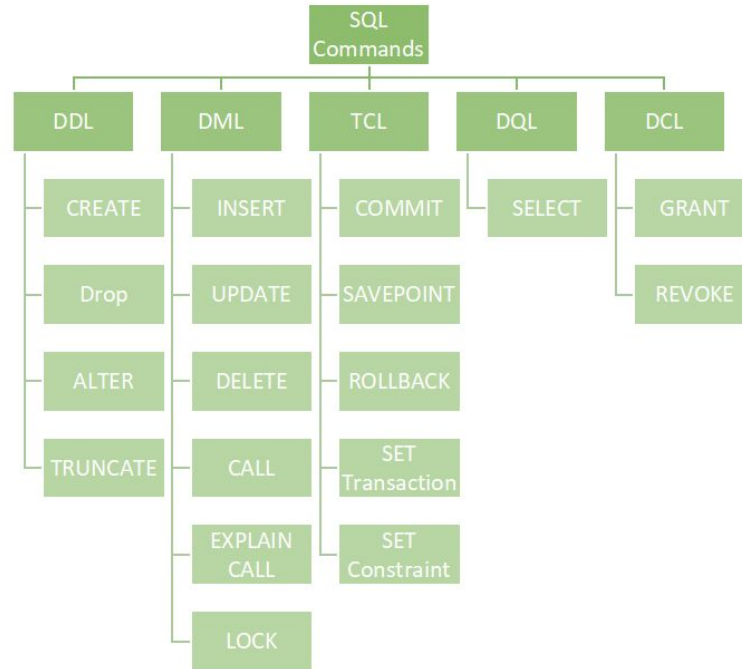 SQL
Commands
DDL
DML
TCL
DQL
DCL
CREATE
INSERT
COMMIT
SELECT
GRANT
Drop
UPDATE
SAVEPOINT
REVOKE
ALTER
DELETE
ROLLBACK
TRUNCATE
CALL
SET
Transaction
EXPLAIN
CALL
SET
Constraint
LOCK